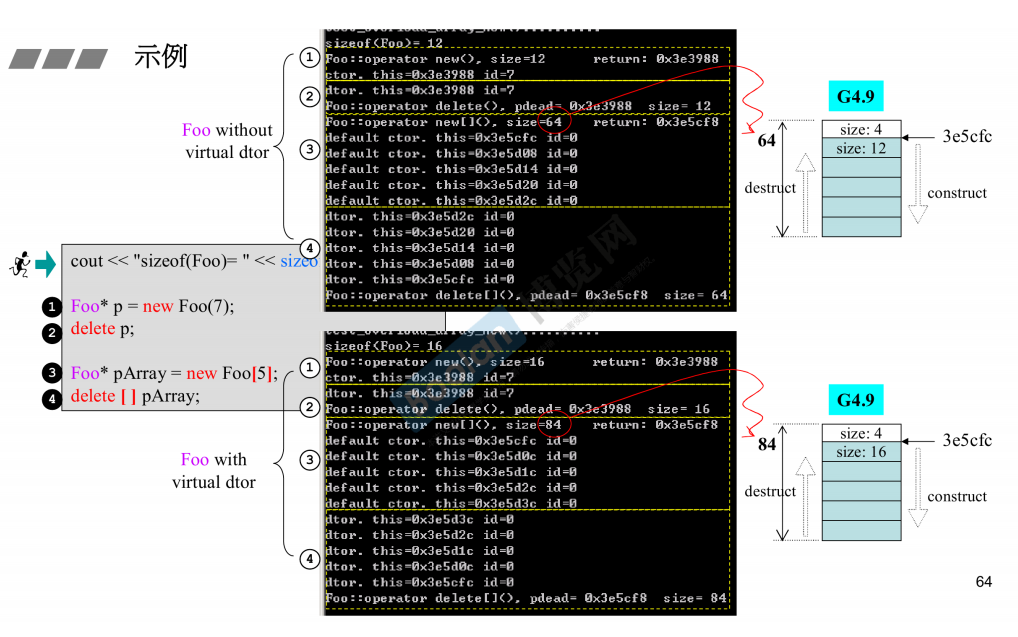 示例
sizeof(Foo)= 12
① Foo::operator new(), size=12 return: 0x3e3988
ctor. this=0x3e3988 id=7
② dtor. this=0x3e3988 id=7
Foo::operator delete(), pdead= 0x3e3988 size= 12
Foo::operator new[](), size=64 return: 0x3e5cf8
③ default ctor. this=0x3e5cfc id=0
default ctor. this=0x3e5d08 id=0
default ctor. this=0x3e5d14 id=0
default ctor. this=0x3e5d20 id=0
default ctor. this=0x3e5d2c id=0
④ dtor. this=0x3e5d2c id=0
dtor. this=0x3e5d20 id=0
dtor. this=0x3e5d14 id=0
dtor. this=0x3e5d08 id=0
dtor. this=0x3e5cfc id=0
Foo::operator delete[](), pdead= 0x3e5cf8 size= 64
Foo without
virtual dtor
G4.9
64
size: 4
3e5cfc
size: 12
destruct
construct
cout << "sizeof(Foo)= " << sizeo
❶ Foo* p = new Foo(7);
❷ delete p;
❸ Foo* pArray = new Foo[5];
❹ delete [ ] pArray;
sizeof(Foo)= 16
① Foo::operator new(), size=16 return: 0x3e3988
ctor. this=0x3e3988 id=7
② dtor. this=0x3e3988 id=7
Foo::operator delete(), pdead= 0x3e3988 size= 16
Foo::operator new[](), size=84 return: 0x3e5cf8
③ default ctor. this=0x3e5cfc id=0
default ctor. this=0x3e5d0c id=0
default ctor. this=0x3e5d1c id=0
default ctor. this=0x3e5d2c id=0
default ctor. this=0x3e5d3c id=0
④ dtor. this=0x3e5d3c id=0
dtor. this=0x3e5d2c id=0
dtor. this=0x3e5d1c id=0
dtor. this=0x3e5d0c id=0
dtor. this=0x3e5cfc id=0
Foo::operator delete[](), pdead= 0x3e5cf8 size= 84
Foo with
virtual dtor
G4.9
84
size: 4
3e5cfc
size: 16
destruct
construct
博览网
64